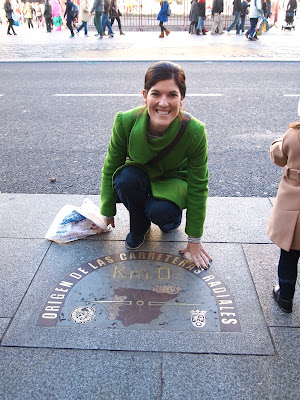 ORIGEN DE LAS CARRETERAS RADIALES
Km.0